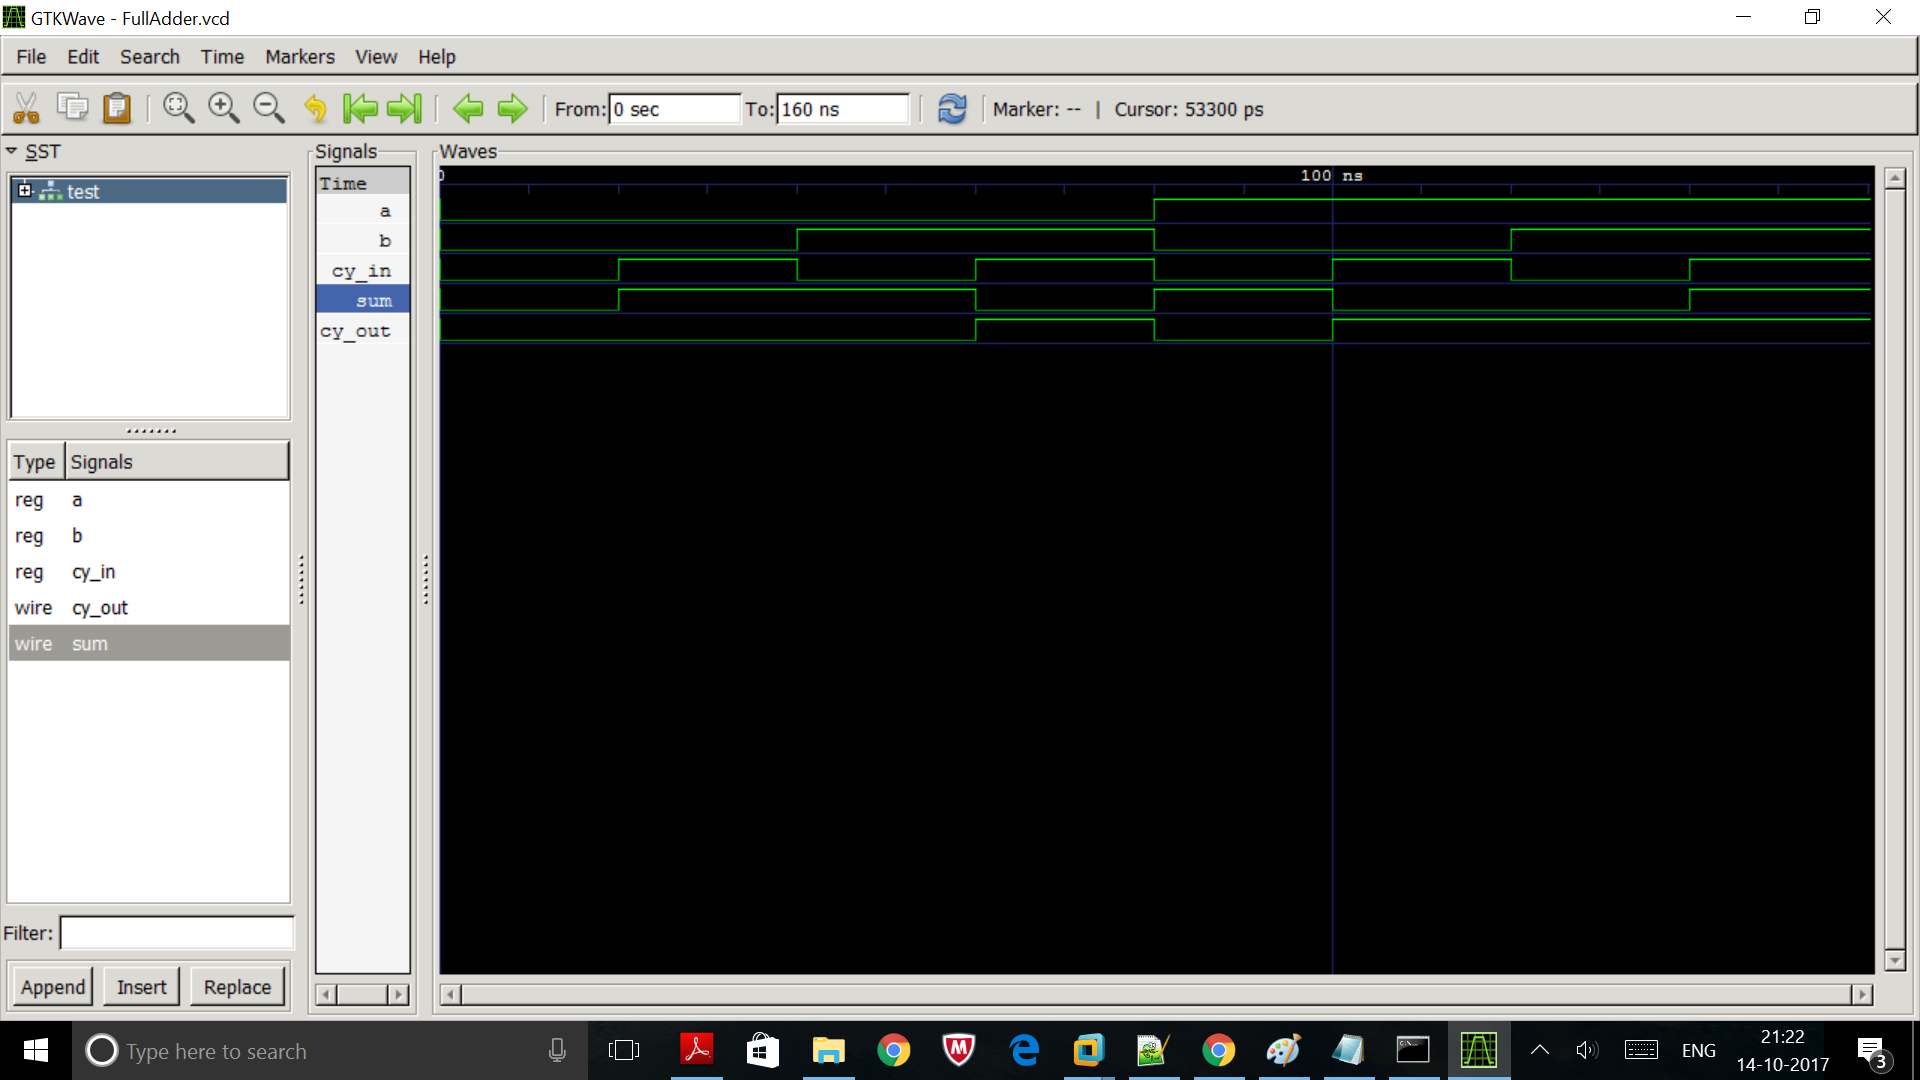 GTKWave - FullAdder.vcd
File Edit Search Time Markers View Help
From: 0 sec To: 160 ns Marker: -- | Cursor: 53300 ps
SST
test
Type Signals
reg a
reg b
reg cy_in
wire cy_out
wire sum
Filter:
Append Insert Replace
Signals
Time
a
b
cy_in
sum
cy_out
Waves
0 100 ns
Type here to search
ENG
21:22
14-10-2017
3